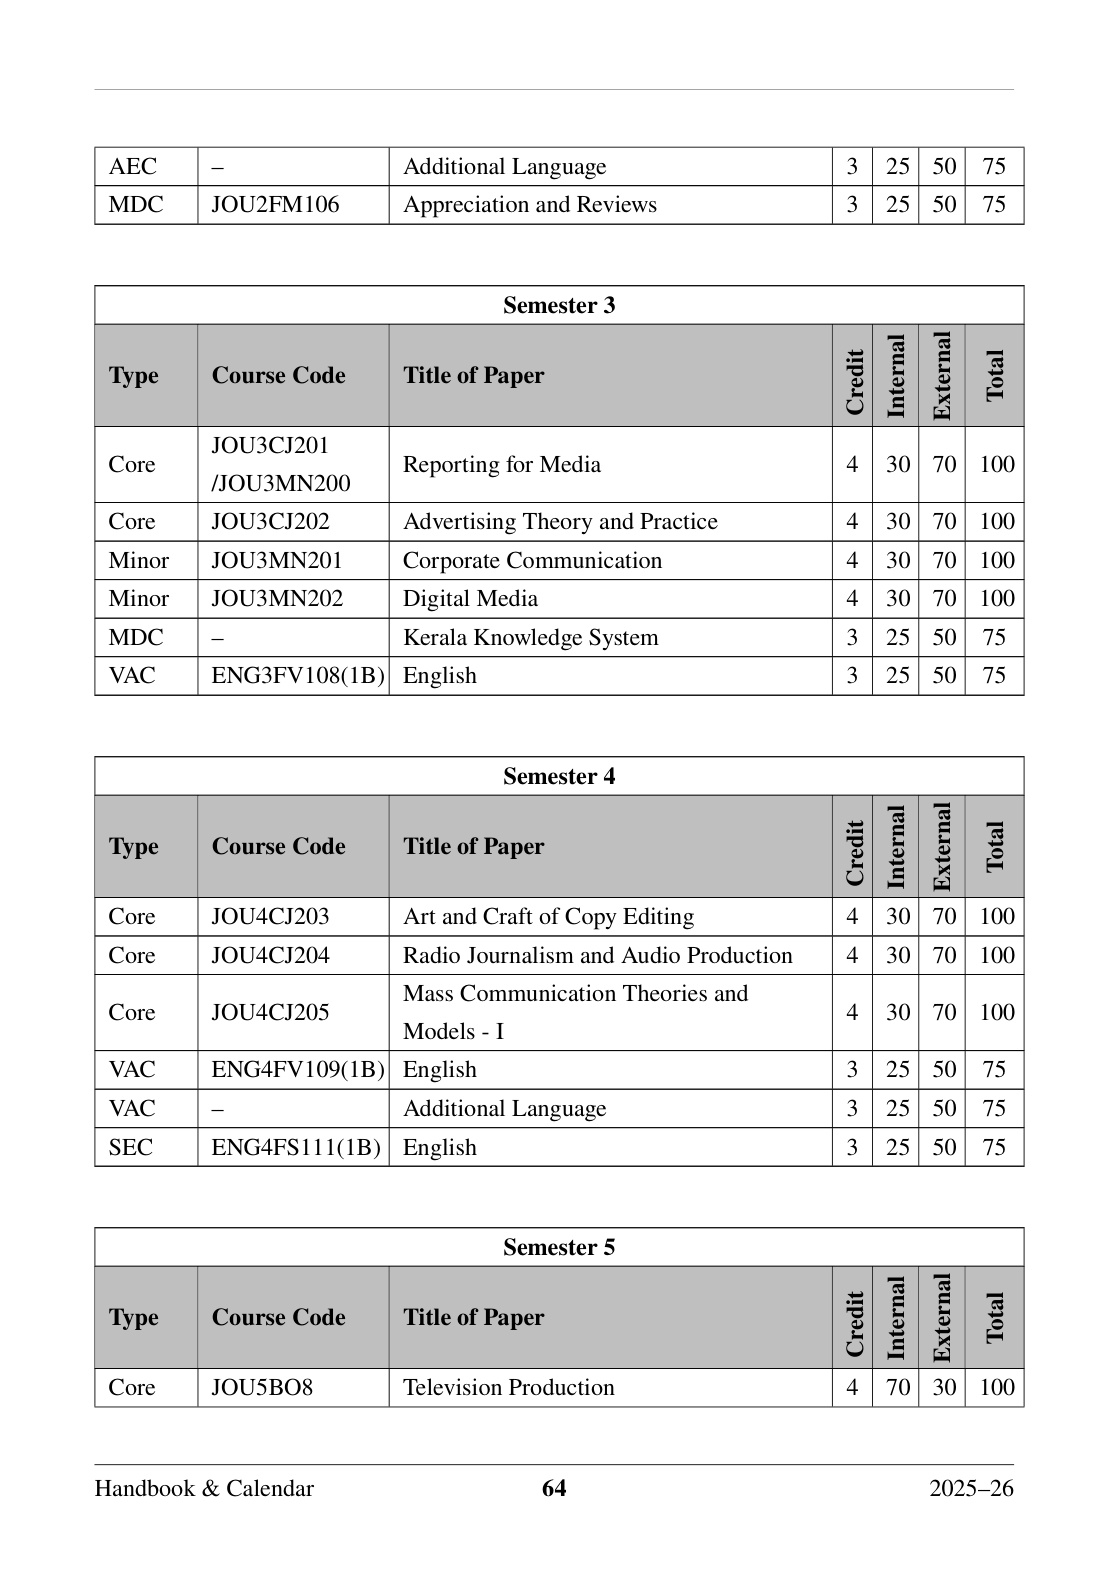 AEC – Additional Language 3 25 50 75
MDC JOU2FM106 Appreciation and Reviews 3 25 50 75
Semester 3
Type Course Code Title of Paper Credit Internal External Total
Core JOU3CJ201 /JOU3MN200 Reporting for Media 4 30 70 100
Core JOU3CJ202 Advertising Theory and Practice 4 30 70 100
Minor JOU3MN201 Corporate Communication 4 30 70 100
Minor JOU3MN202 Digital Media 4 30 70 100
MDC – Kerala Knowledge System 3 25 50 75
VAC ENG3FV108(1B) English 3 25 50 75
Semester 4
Type Course Code Title of Paper Credit Internal External Total
Core JOU4CJ203 Art and Craft of Copy Editing 4 30 70 100
Core JOU4CJ204 Radio Journalism and Audio Production 4 30 70 100
Core JOU4CJ205 Mass Communication Theories and Models - I 4 30 70 100
VAC ENG4FV109(1B) English 3 25 50 75
VAC – Additional Language 3 25 50 75
SEC ENG4FS111(1B) English 3 25 50 75
Semester 5
Type Course Code Title of Paper Credit Internal External Total
Core JOU5BO8 Television Production 4 70 30 100
Handbook & Calendar 64 2025–26